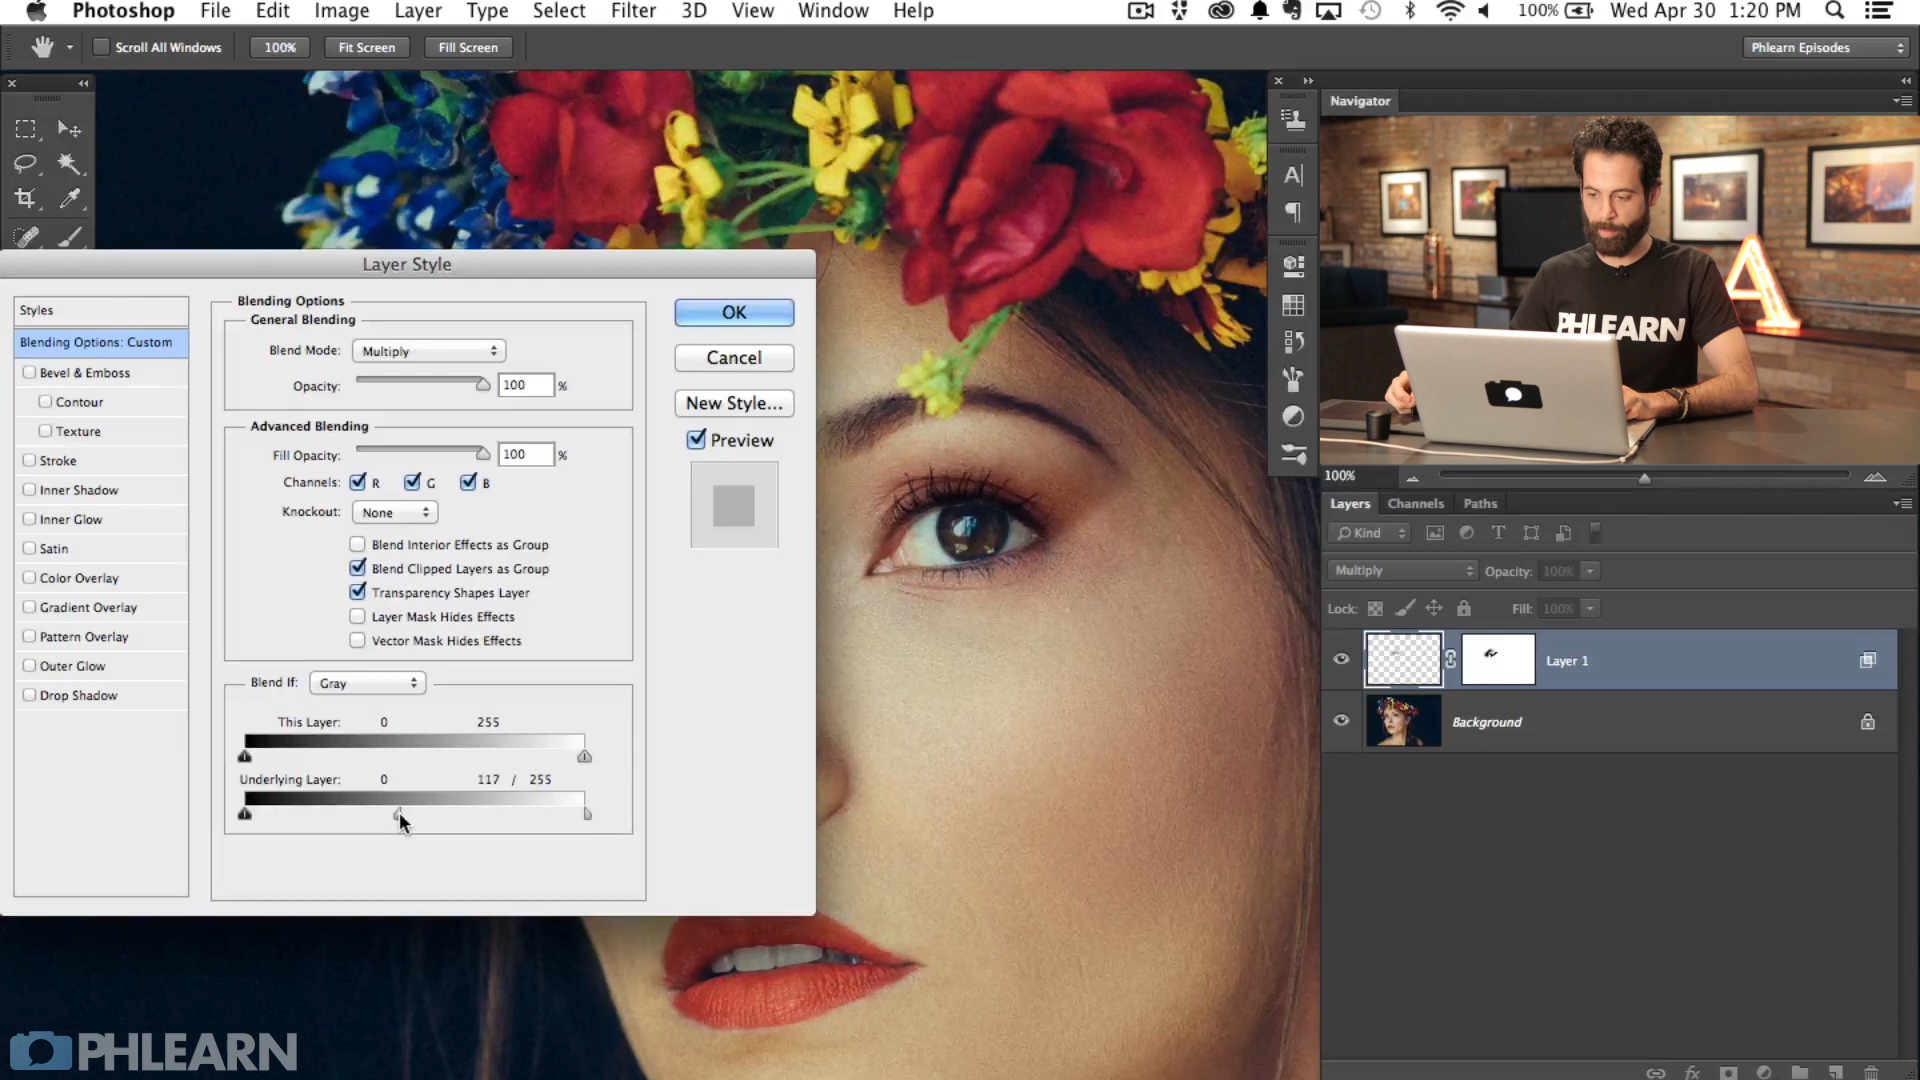 Photoshop File Edit Image Layer Type Select Filter 3D View Window Help 100% Wed Apr 30 1:20 PM
Scroll All Windows 100% Fit Screen Fill Screen Phlearn Episodes
Navigator
PHLEARN
100%
Layer Style
Styles
Blending Options: Custom
Bevel & Emboss
Contour
Texture
Stroke
Inner Shadow
Inner Glow
Satin
Color Overlay
Gradient Overlay
Pattern Overlay
Outer Glow
Drop Shadow
Blending Options
General Blending
Blend Mode: Multiply
Opacity: 100 %
Advanced Blending
Fill Opacity: 100 %
Channels: R G B
Knockout: None
Blend Interior Effects as Group
Blend Clipped Layers as Group
Transparency Shapes Layer
Layer Mask Hides Effects
Vector Mask Hides Effects
Blend If: Gray
This Layer: 0 255
Underlying Layer: 0 117 / 255
OK
Cancel
New Style...
Preview
Layers Channels Paths
Kind
Multiply Opacity: 100%
Lock: Fill: 100%
Layer 1
Background
PHLEARN